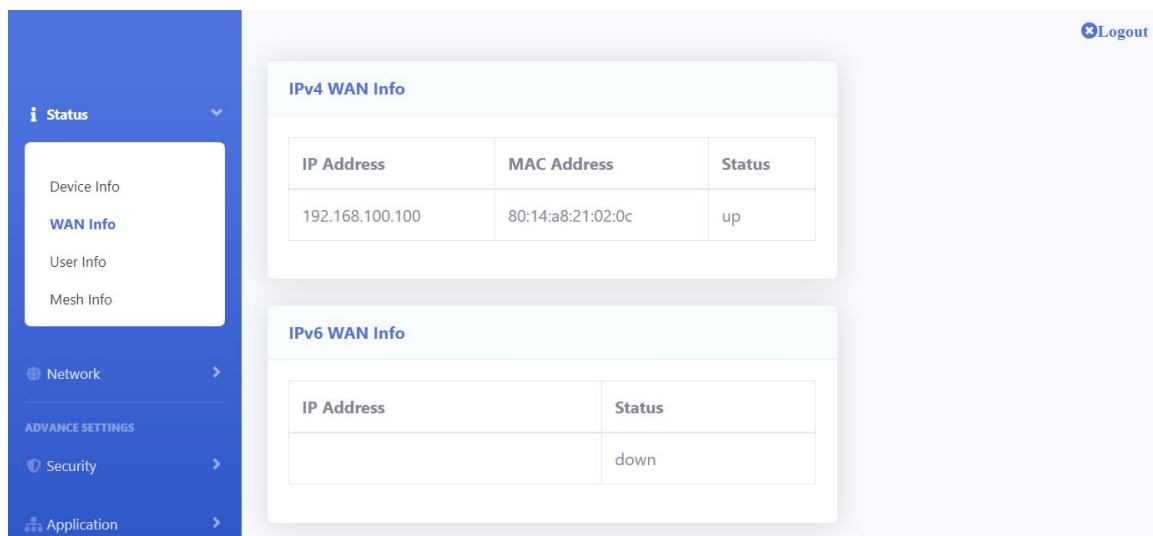 Logout
Status
Device Info
WAN Info
User Info
Mesh Info
Network
ADVANCE SETTINGS
Security
Application
IPv4 WAN Info
IP Address MAC Address Status
192.168.100.100 80:14:a8:21:02:0c up
IPv6 WAN Info
IP Address Status
down